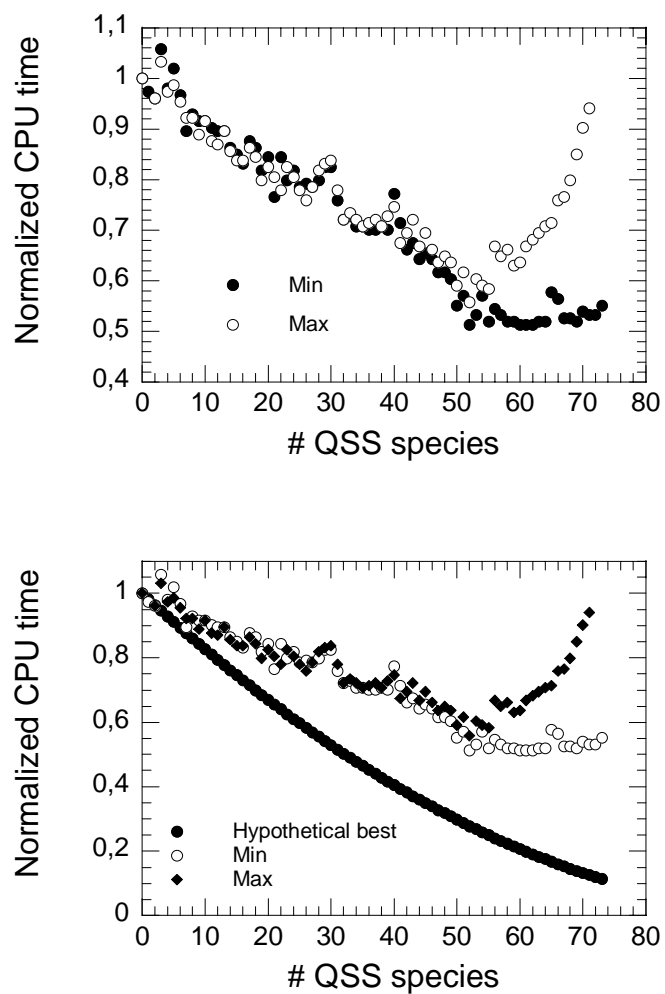 1,1
1
0,9
0,8
0,7
0,6
0,5
0,4
Normalized CPU time
Min
Max
0 10 20 30 40 50 60 70 80
# QSS species
1
0,8
0,6
0,4
0,2
0
Normalized CPU time
Hypothetical best
Min
Max
0 10 20 30 40 50 60 70 80
# QSS species